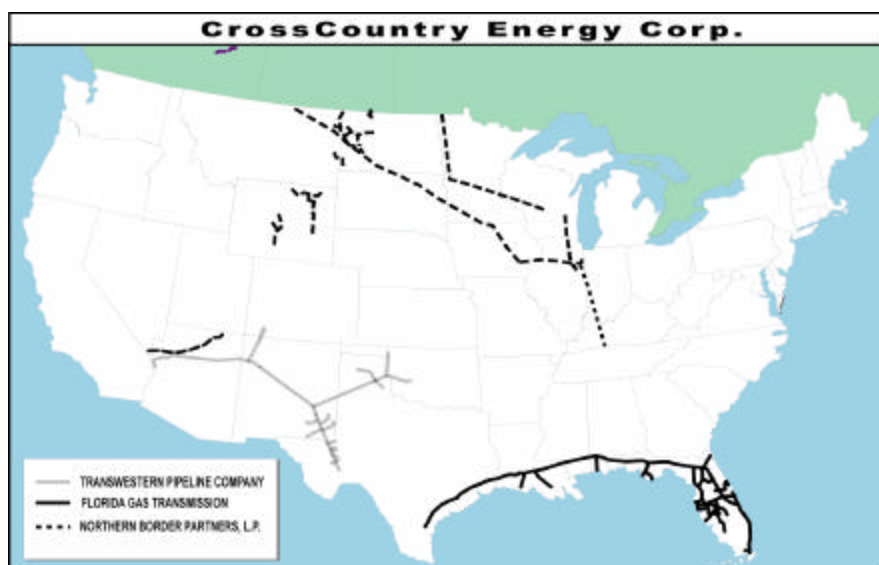 CrossCountry Energy Corp.
TRANSWESTERN PIPELINE COMPANY
FLORIDA GAS TRANSMISSION
NORTHERN BORDER PARTNERS, L.P.